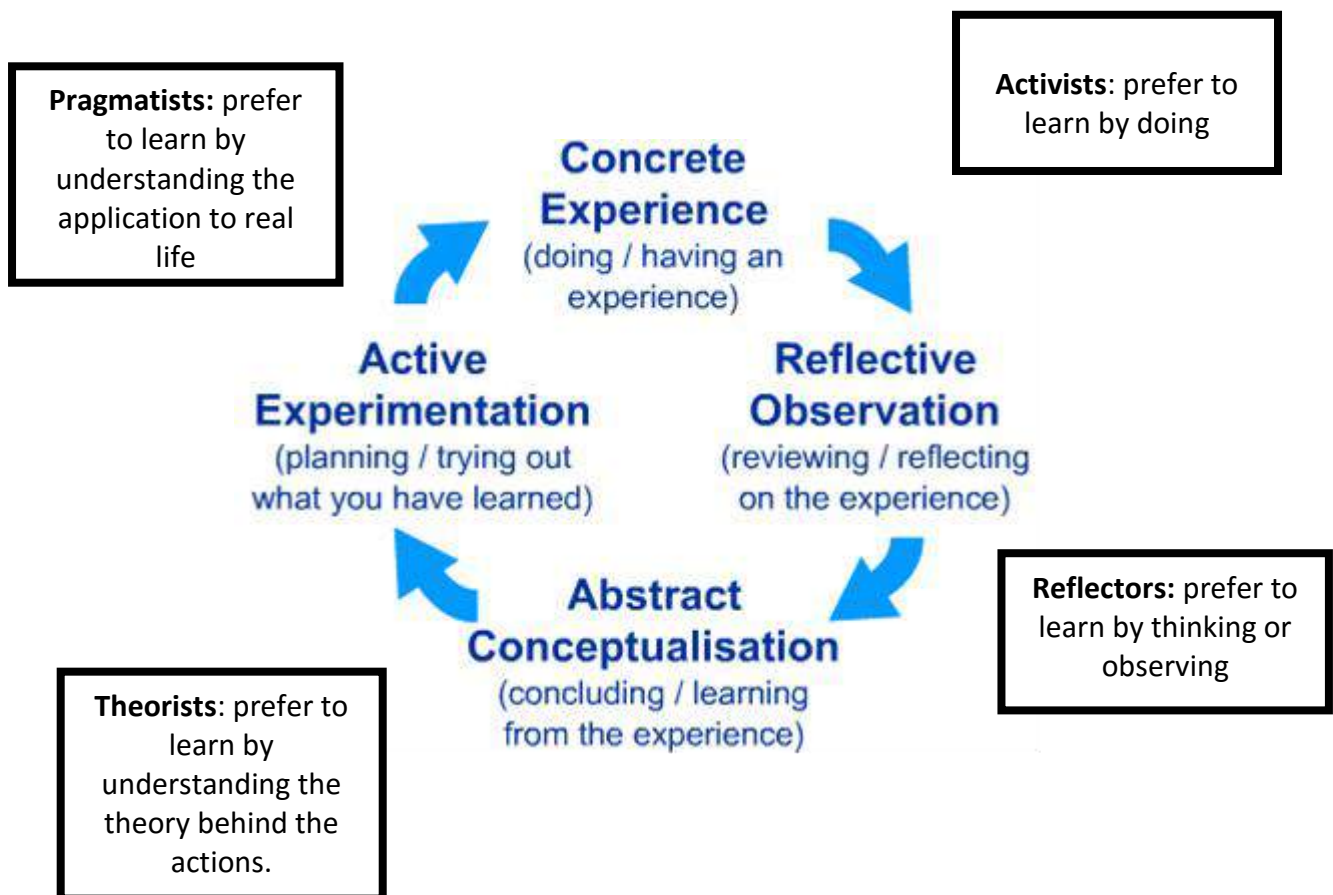 Pragmatists: prefer
to learn by
understanding the
application to real
life
Activists: prefer to
learn by doing
Concrete
Experience
(doing / having an
experience)
Active
Experimentation
(planning / trying out
what you have learned)
Reflective
Observation
(reviewing / reflecting
on the experience)
Abstract
Conceptualisation
(concluding / learning
from the experience)
Reflectors: prefer to
learn by thinking or
observing
Theorists: prefer to
learn by
understanding the
theory behind the
actions.